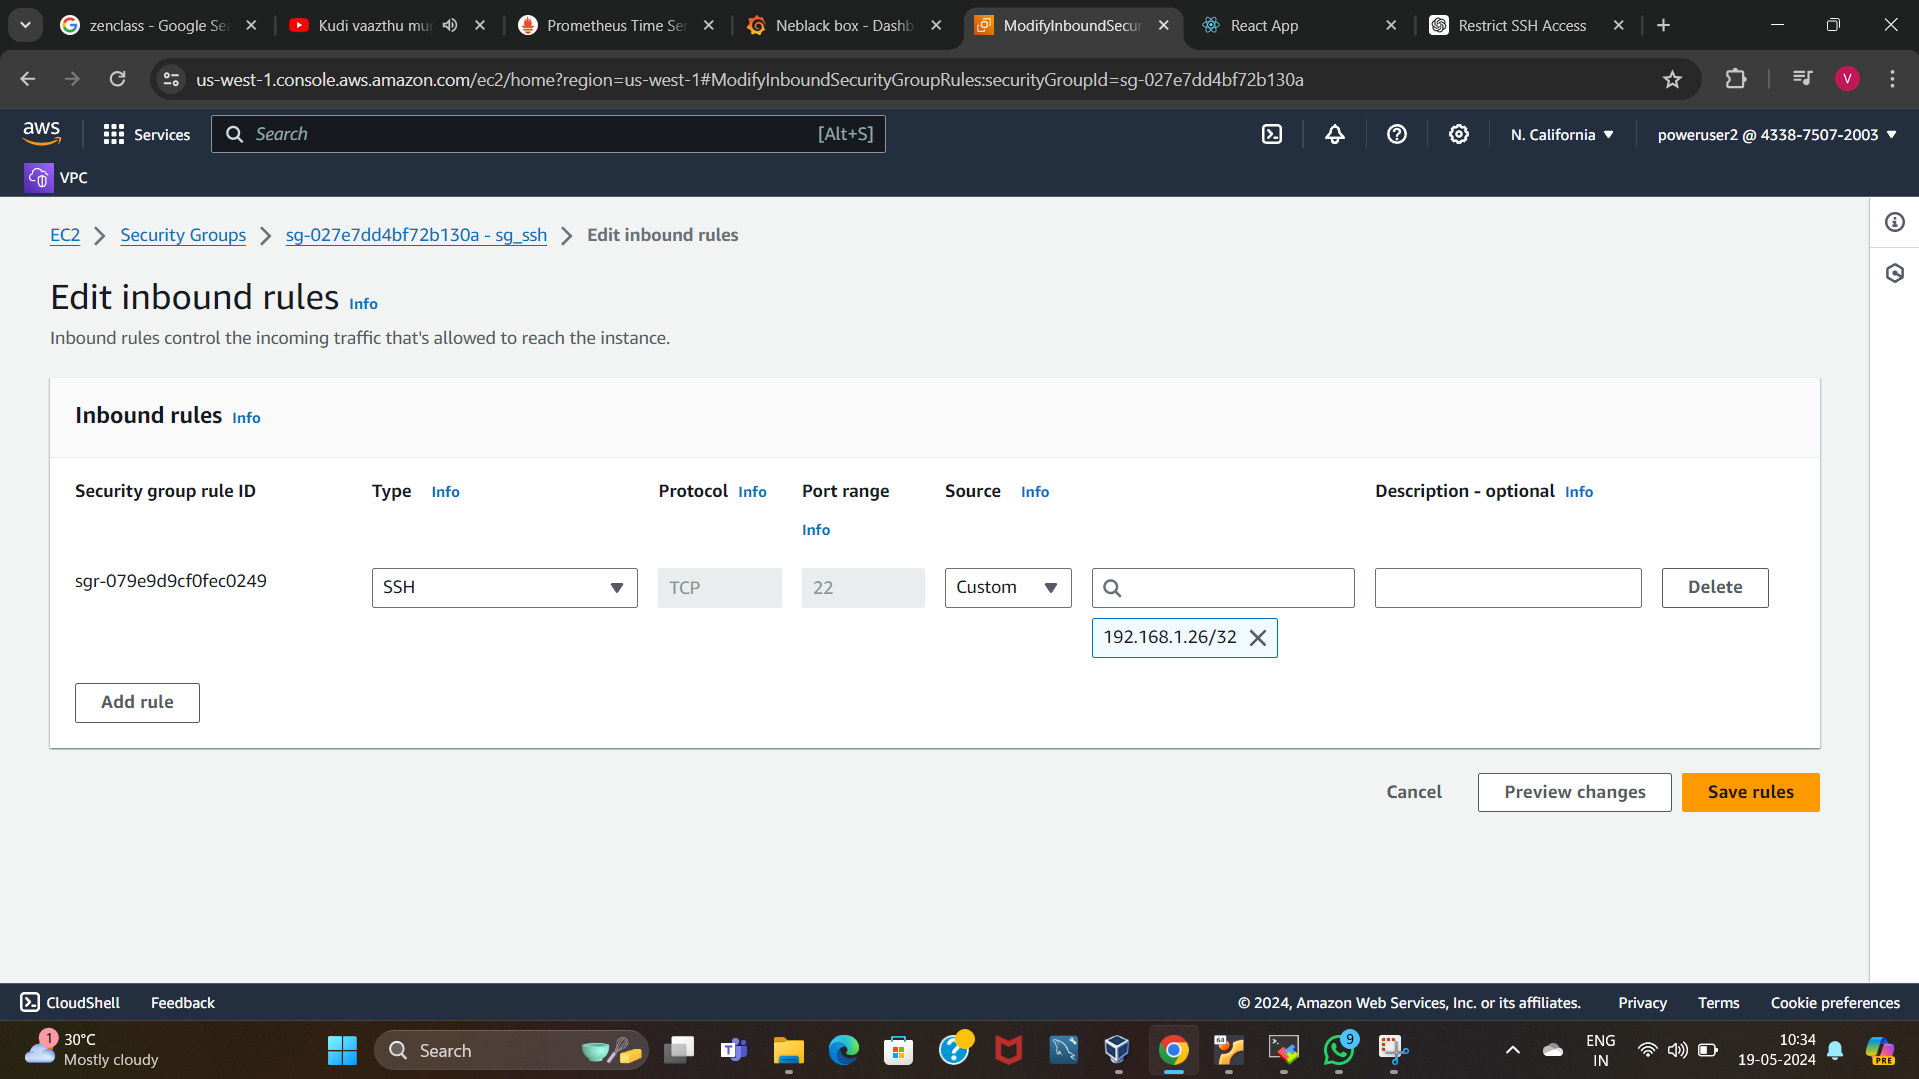 zenclass - Google Se
Kudi vaazthu mug
Prometheus Time Se
Neblack box - Dashb
ModifyInboundSecur
React App
Restrict SSH Access
us-west-1.console.aws.amazon.com/ec2/home?region=us-west-1#ModifyInboundSecurityGroupRules:securityGroupId=sg-027e7dd4bf72b130a
V
aws
Services
Search
[Alt+S]
N. California
poweruser2 @ 4338-7507-2003
VPC
EC2
Security Groups
sg-027e7dd4bf72b130a - sg_ssh
Edit inbound rules
Edit inbound rules Info
Inbound rules control the incoming traffic that's allowed to reach the instance.
Inbound rules Info
Security group rule ID
Type Info
Protocol Info
Port range
Info
Source Info
Description - optional Info
sgr-079e9d9cf0fec0249
SSH
TCP
22
Custom
Delete
192.168.1.26/32
Add rule
Cancel
Preview changes
Save rules
CloudShell
Feedback
© 2024, Amazon Web Services, Inc. or its affiliates.
Privacy
Terms
Cookie preferences
1
30°C
Mostly cloudy
Search
64
9
ENG
IN
10:34
19-05-2024
PRE